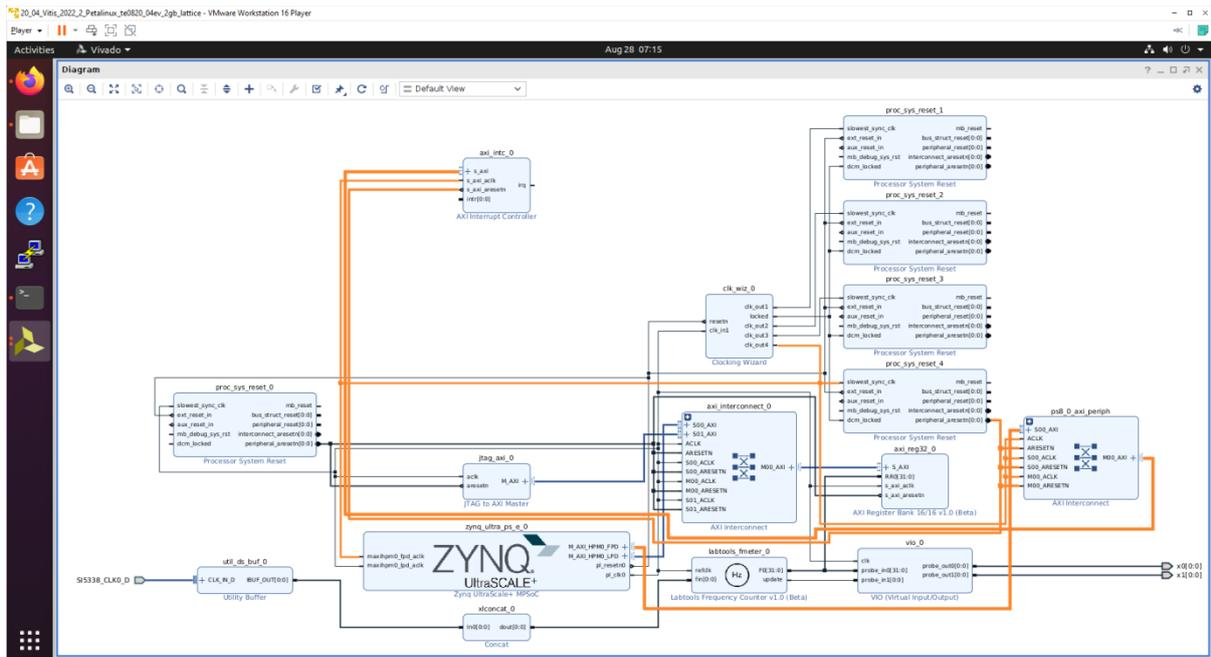 20_04_Vitis_2022_2_Petalinux_te0820_04ev_2gb_lattice - VMware Workstation 16 Player
Player
Activities
Vivado
Aug 28 07:15
Diagram
Default View
proc_sys_reset_1
slowest_sync_clk mb_reset
ext_reset_in bus_struct_reset[0:0]
aux_reset_in peripheral_reset[0:0]
mb_debug_sys_rst interconnect_aresetn[0:0]
dcm_locked peripheral_aresetn[0:0]
Processor System Reset
axi_intc_0
s_axi
s_axi_aclk
s_axi_aresetn
intr[0:0]
irq
AXI Interrupt Controller
proc_sys_reset_2
slowest_sync_clk mb_reset
ext_reset_in bus_struct_reset[0:0]
aux_reset_in peripheral_reset[0:0]
mb_debug_sys_rst interconnect_aresetn[0:0]
dcm_locked peripheral_aresetn[0:0]
Processor System Reset
proc_sys_reset_3
slowest_sync_clk mb_reset
ext_reset_in bus_struct_reset[0:0]
aux_reset_in peripheral_reset[0:0]
mb_debug_sys_rst interconnect_aresetn[0:0]
dcm_locked peripheral_aresetn[0:0]
Processor System Reset
clk_wiz_0
resetn
clk_in1
clk_out1
locked
clk_out2
clk_out3
clk_out4
Clocking Wizard
proc_sys_reset_4
slowest_sync_clk mb_reset
ext_reset_in bus_struct_reset[0:0]
aux_reset_in peripheral_reset[0:0]
mb_debug_sys_rst interconnect_aresetn[0:0]
dcm_locked peripheral_aresetn[0:0]
Processor System Reset
proc_sys_reset_0
slowest_sync_clk mb_reset
ext_reset_in bus_struct_reset[0:0]
aux_reset_in peripheral_reset[0:0]
mb_debug_sys_rst interconnect_aresetn[0:0]
dcm_locked peripheral_aresetn[0:0]
Processor System Reset
axi_interconnect_0
S00_AXI
S01_AXI
ACLK
ARESETN
S00_ACLK
S00_ARESETN
M00_ACLK
M00_ARESETN
S01_ACLK
S01_ARESETN
M00_AXI
AXI Interconnect
ps8_0_axi_periph
S00_AXI
ACLK
ARESETN
S00_ACLK
S00_ARESETN
M00_ACLK
M00_ARESETN
M00_AXI
AXI Interconnect
axi_reg32_0
S_AXI
RR0[31:0]
s_axi_aclk
s_axi_aresetn
AXI Register Bank 16/16 v1.0 (Beta)
jtag_axi_0
aclk
aresetn
M_AXI
JTAG to AXI Master
zynq_ultra_ps_e_0
maxihpm0_fpd_aclk
maxihpm0_lpd_aclk
ZYNQ
UltraSCALE+
M_AXI_HPM0_FPD
M_AXI_HPM0_LPD
pl_resetn0
pl_clk0
Zynq UltraScale+ MPSoC
labtools_fmeter_0
refclk
fin[0:0]
Hz
F0[31:0]
update
Labtools Frequency Counter v1.0 (Beta)
vio_0
clk
probe_in0[31:0]
probe_in1[0:0]
probe_out0[0:0]
probe_out1[0:0]
VIO (Virtual Input/Output)
x0[0:0]
x1[0:0]
SI5338_CLK0_D
util_ds_buf_0
CLK_IN_D IBUF_OUT[0:0]
Utility Buffer
xlconcat_0
In0[0:0] dout[0:0]
Concat